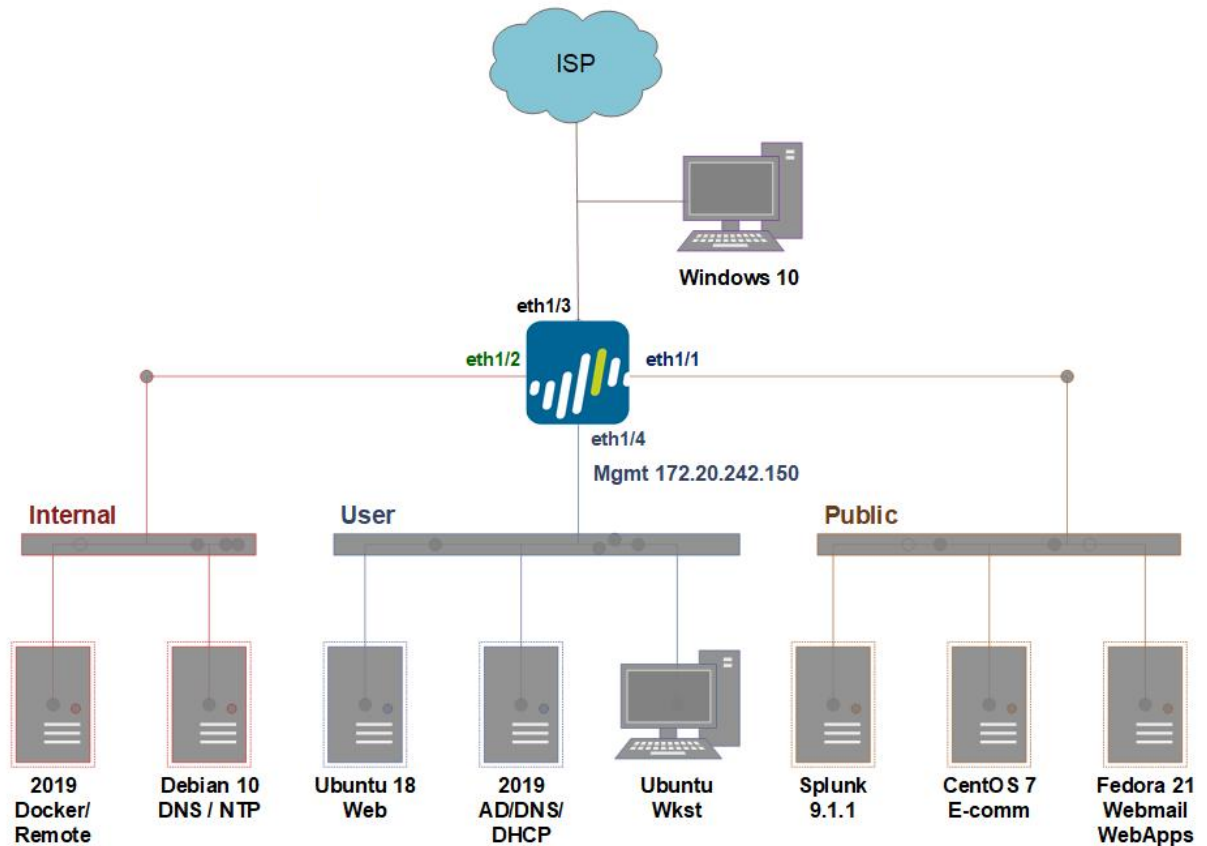 ISP
Windows 10
eth1/3
eth1/2
eth1/1
eth1/4
Mgmt 172.20.242.150
Internal
User
Public
2019
Docker/
Remote
Debian 10
DNS / NTP
Ubuntu 18
Web
2019
AD/DNS/
DHCP
Ubuntu
Wkst
Splunk
9.1.1
CentOS 7
E-comm
Fedora 21
Webmail
WebApps